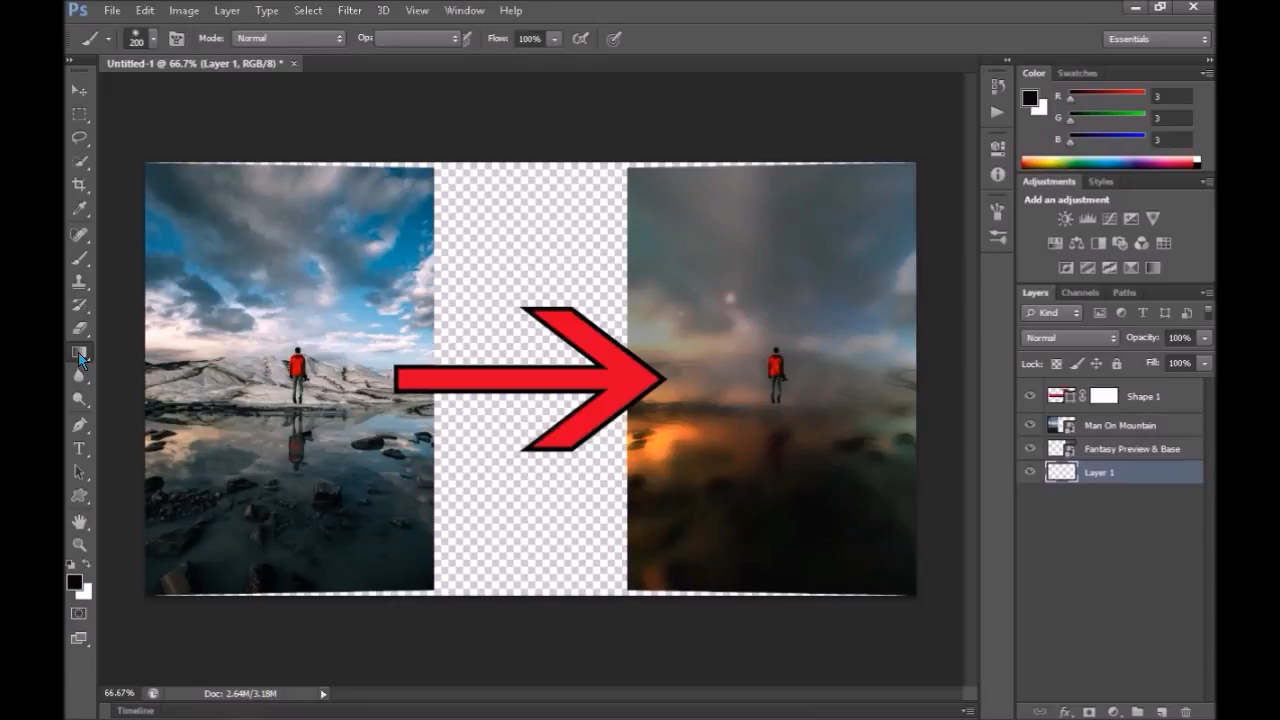 Ps File Edit Image Layer Type Select Filter 3D View Window Help
200 Mode: Normal Opa Flow: 100% Essentials
Untitled-1 @ 66.7% (Layer 1, RGB/8) * ×
Color Swatches
R 3
G 3
B 3
Adjustments Styles
Add an adjustment
Layers Channels Paths
Kind
Normal Opacity: 100%
Lock: Fill: 100%
Shape 1
Man On Mountain
Fantasy Preview & Base
Layer 1
66.67% Doc: 2.64M/3.18M
Timeline